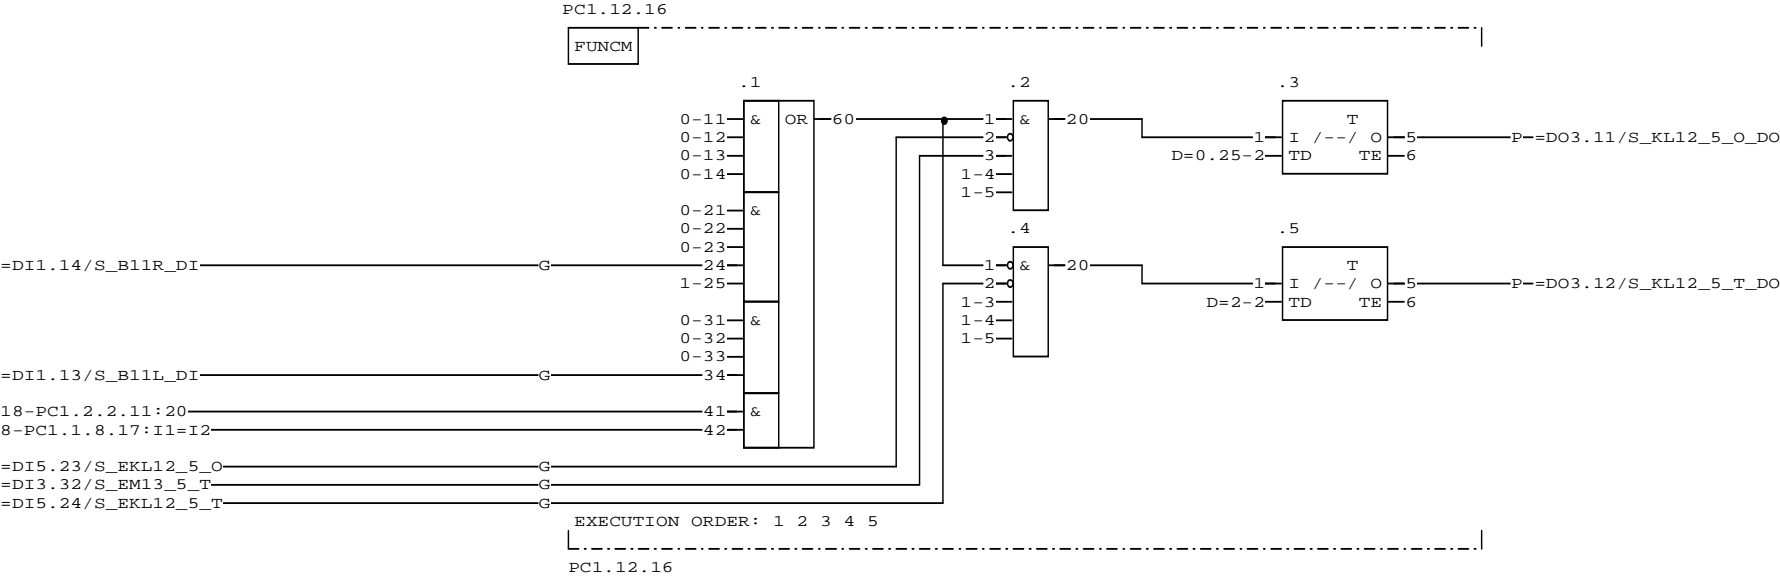 PC1.12.16
FUNCM
.1 .2 .3
0-11 & OR 60 1 & 20 T
0-12 2 1 I /--/ O 5 P-=DO3.11/S_KL12_5_O_DO
0-13 3 D=0.25-2 TD TE 6
0-14 1-4
1-5
0-21 &
0-22 .4 .5
0-23
=DI1.14/S_B11R_DI G 24 1 & 20 T
1-25 2 1 I /--/ O 5 P-=DO3.12/S_KL12_5_T_DO
1-3 D=2-2 TD TE 6
0-31 & 1-4
0-32 1-5
0-33
=DI1.13/S_B11L_DI G 34
18-PC1.2.2.11:20 41 &
8-PC1.1.8.17:I1=I2 42
=DI5.23/S_EKL12_5_O G
=DI3.32/S_EM13_5_T G
=DI5.24/S_EKL12_5_T G
EXECUTION ORDER: 1 2 3 4 5
PC1.12.16